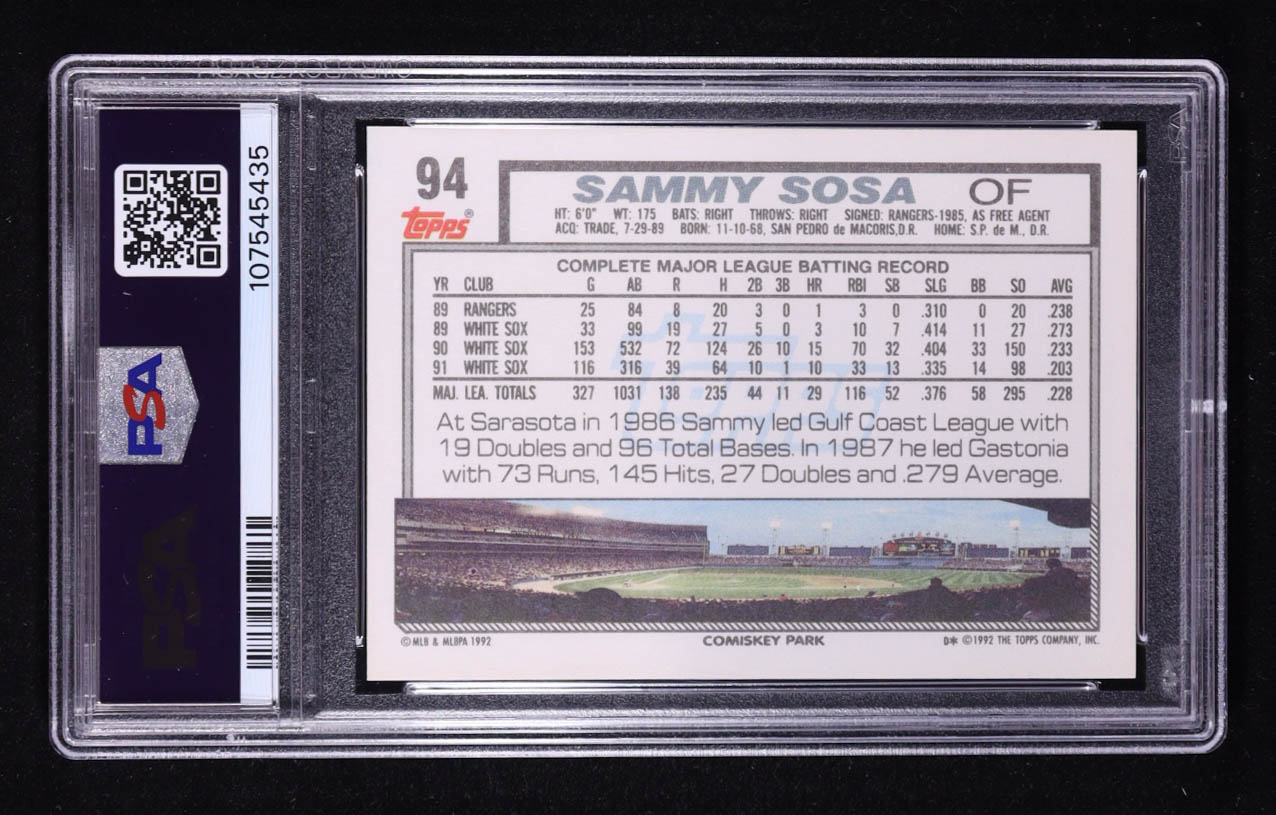 107545435
PSA
PSA
94
topps®
SAMMY SOSA OF
HT: 6'0" WT: 175 BATS: RIGHT THROWS: RIGHT SIGNED: RANGERS-1985, AS FREE AGENT
ACQ: TRADE, 7-29-89 BORN: 11-10-68, SAN PEDRO de MACORIS, D.R. HOME: S.P. de M., D.R.
COMPLETE MAJOR LEAGUE BATTING RECORD
YR CLUB G AB R H 2B 3B HR RBI SB SLG BB SO AVG
89 RANGERS 25 84 8 20 3 0 1 3 0 .310 0 20 .238
89 WHITE SOX 33 99 19 27 5 0 3 10 7 .414 11 27 .273
90 WHITE SOX 153 532 72 124 26 10 15 70 32 .404 33 150 .233
91 WHITE SOX 116 316 39 64 10 1 10 33 13 .335 14 98 .203
MAJ. LEA. TOTALS 327 1031 138 235 44 11 29 116 52 .376 58 295 .228
At Sarasota in 1986 Sammy led Gulf Coast League with
19 Doubles and 96 Total Bases. In 1987 he led Gastonia
with 73 Runs, 145 Hits, 27 Doubles and .279 Average.
© MLB & MLBPA 1992 COMISKEY PARK D* © 1992 THE TOPPS COMPANY, INC.